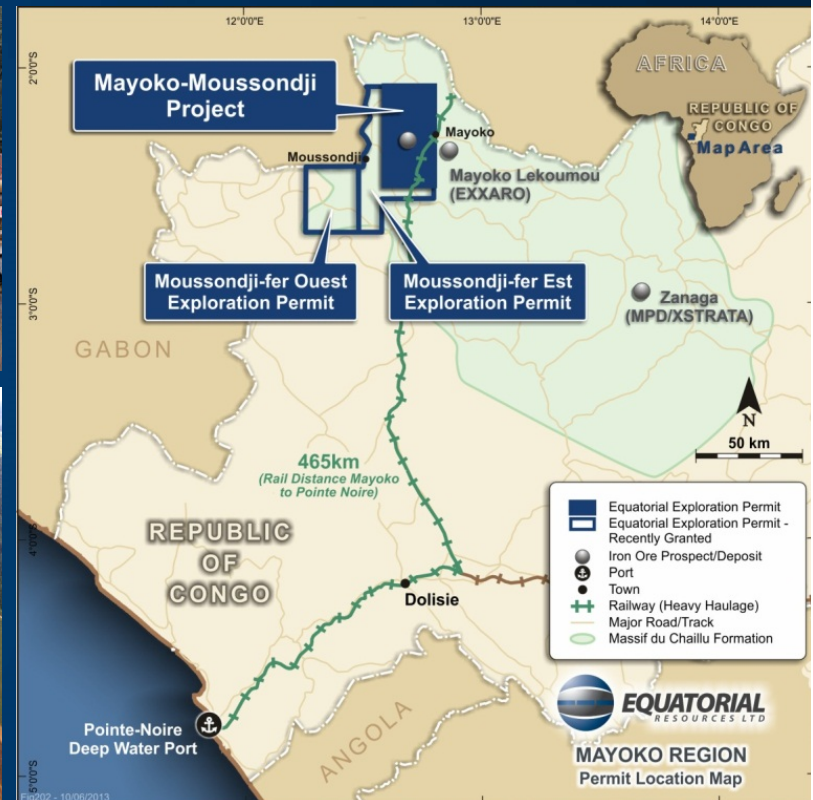 12°0'0"E
13°0'0"E
14°0'0"E
2°0'0"S
3°0'0"S
4°0'0"S
5°0'0"S
Mayoko-Moussondji
Project
AFRICA
REPUBLIC OF
CONGO
Map Area
Moussondji
Mayoko
Mayoko Lekoumou
(EXXARO)
Moussondji-fer Ouest
Exploration Permit
Moussondji-fer Est
Exploration Permit
Zanaga
(MPD/XSTRATA)
GABON
N
50 km
465km
(Rail Distance Mayoko
to Pointe Noire)
REPUBLIC
OF
CONGO
Equatorial Exploration Permit
Equatorial Exploration Permit -
Recently Granted
Iron Ore Prospect/Deposit
Port
Town
Railway (Heavy Haulage)
Major Road/Track
Massif du Chaillu Formation
Dolisie
Pointe-Noire
Deep Water Port
ANGOLA
EQUATORIAL
RESOURCES LTD
MAYOKO REGION
Permit Location Map
Fig202 - 10/06/2013